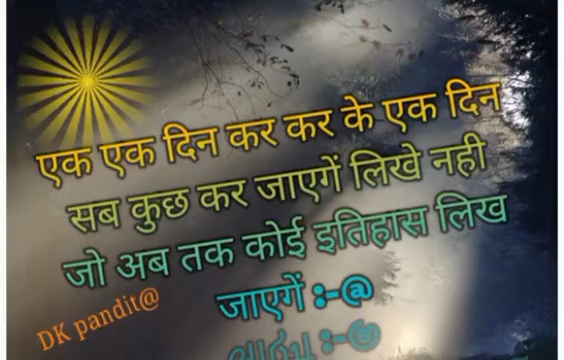 एक एक दिन कर कर के एक दिन
सब कुछ कर जाएगें लिखे नही
जो अब तक कोई इतिहास लिख
जाएगें :-@
DK pandit@